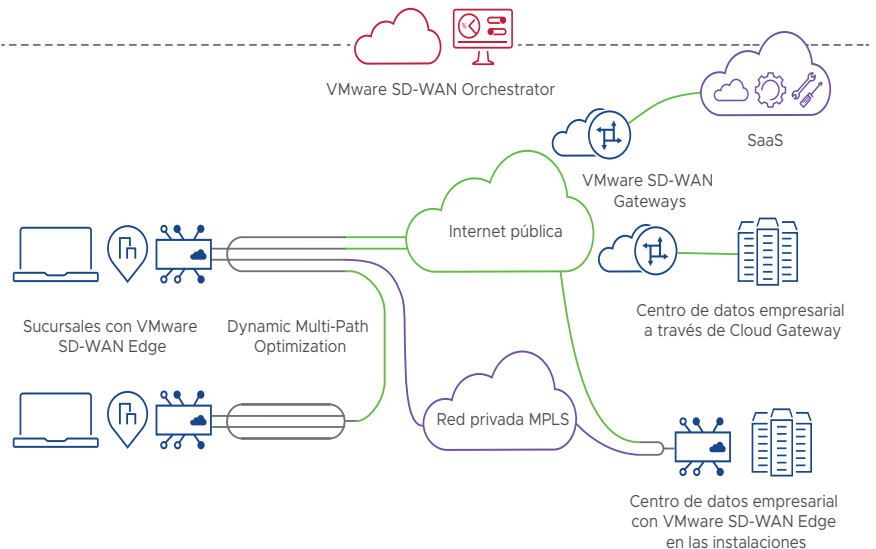 VMware SD-WAN Orchestrator
SaaS
VMware SD-WAN
Gateways
Internet pública
Sucursales con VMware
SD-WAN Edge
Dynamic Multi-Path
Optimization
Centro de datos empresarial
a través de Cloud Gateway
Red privada MPLS
Centro de datos empresarial
con VMware SD-WAN Edge
en las instalaciones